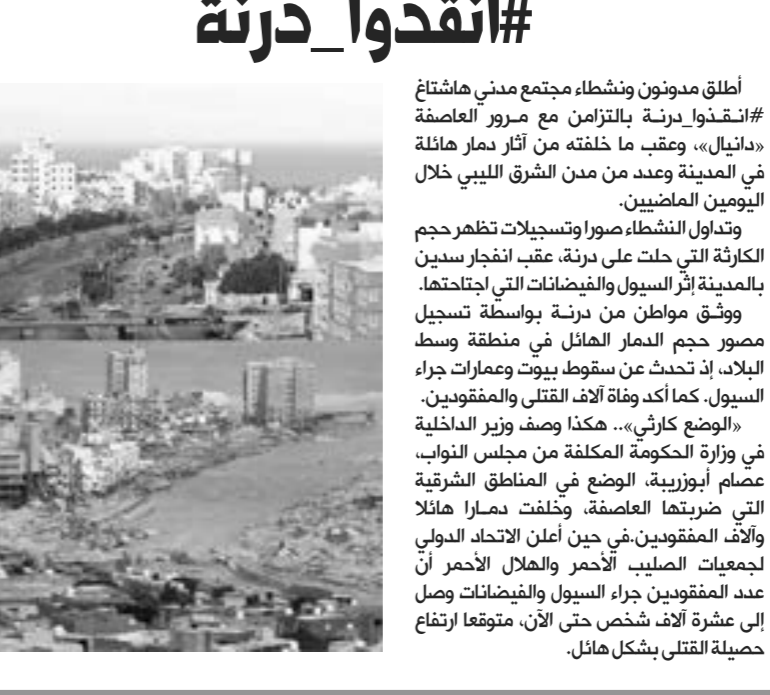 #انقذوا_درنة
أطلق مدونون ونشطاء مجتمع مدني هاشتاغ
#انـقـذوا_درنـة بالتزامن مع مـرور العاصفة
«دانيال»، وعقب ما خلفته من آثار دمار هائلة
في المدينة وعدد من مدن الشرق الليبي خلال
اليومين الماضيين.
وتداول النشطاء صورا وتسجيلات تظهر حجم
الكارثة التي حلت على درنة، عقب انفجار سدين
بالمدينة إثر السيول والفيضانات التي اجتاحتها.
ووثـق مواطن من درنـة بواسطة تسجيل
مصور حجم الدمار الهائل في منطقة وسط
البلاد، إذ تحدث عن سقوط بيوت وعمارات جراء
السيول. كما أكد وفاة آلاف القتلى والمفقودين.
«الوضع كارثي».. هكذا وصف وزير الداخلية
في وزارة الحكومة المكلفة من مجلس النواب،
عصام أبوزريبة، الوضع في المناطق الشرقية
التي ضربتها العاصفة، وخلفت دمـارا هائلا
وآلاف المفقودين.في حين أعلن الاتحاد الدولي
لجمعيات الصليب الأحمر والهلال الأحمر أن
عدد المفقودين جراء السيول والفيضانات وصل
إلى عشرة آلاف شخص حتى الآن، متوقعا ارتفاع
حصيلة القتلى بشكل هائل.